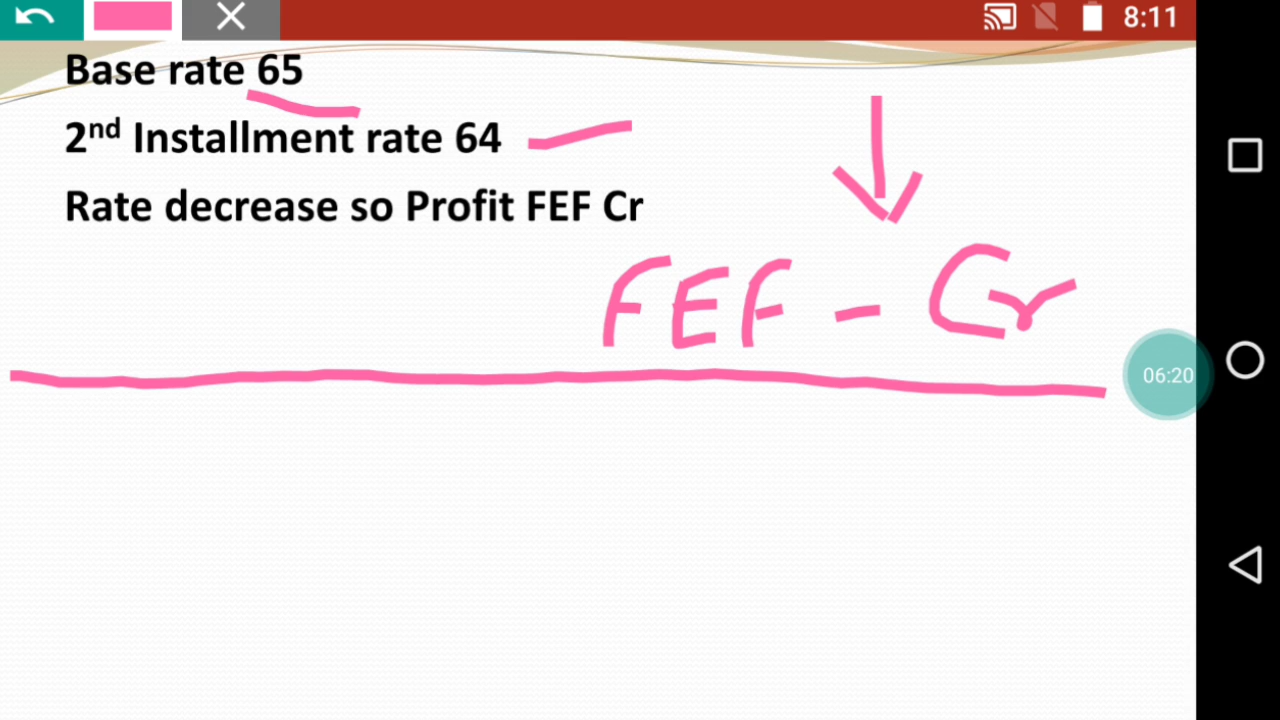 8:11
Base rate 65
2nd Installment rate 64
Rate decrease so Profit FEF Cr
FEF - Cr
06:20